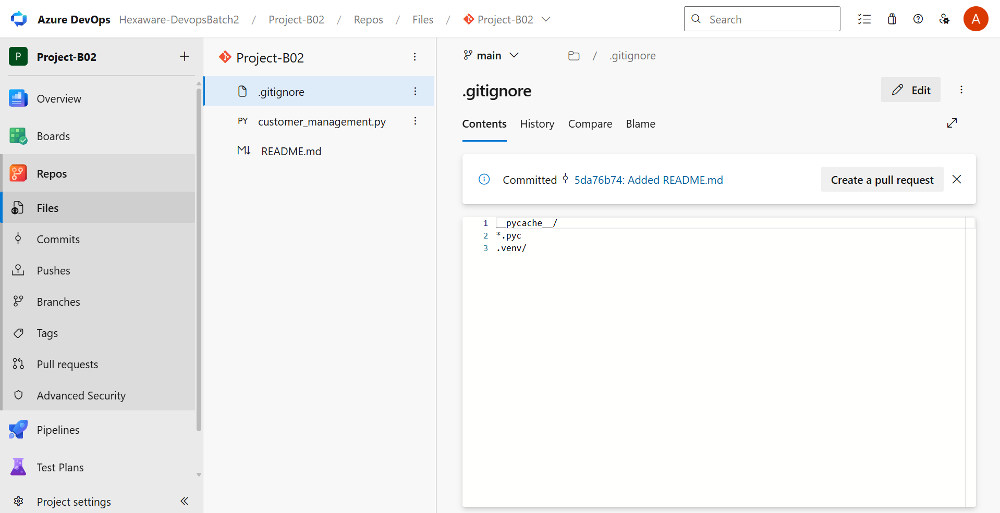 Azure DevOps Hexaware-DevopsBatch2 / Project-B02 / Repos / Files / Project-B02 Search A
P Project-B02 +
Overview
Boards
Repos
Files
Commits
Pushes
Branches
Tags
Pull requests
Advanced Security
Pipelines
Test Plans
Project settings
Project-B02
.gitignore
PY customer_management.py
M↓ README.md
main / .gitignore
.gitignore Edit
Contents History Compare Blame
Committed 5da76b74: Added README.md Create a pull request
1 __pycache__/
2 *.pyc
3 .venv/